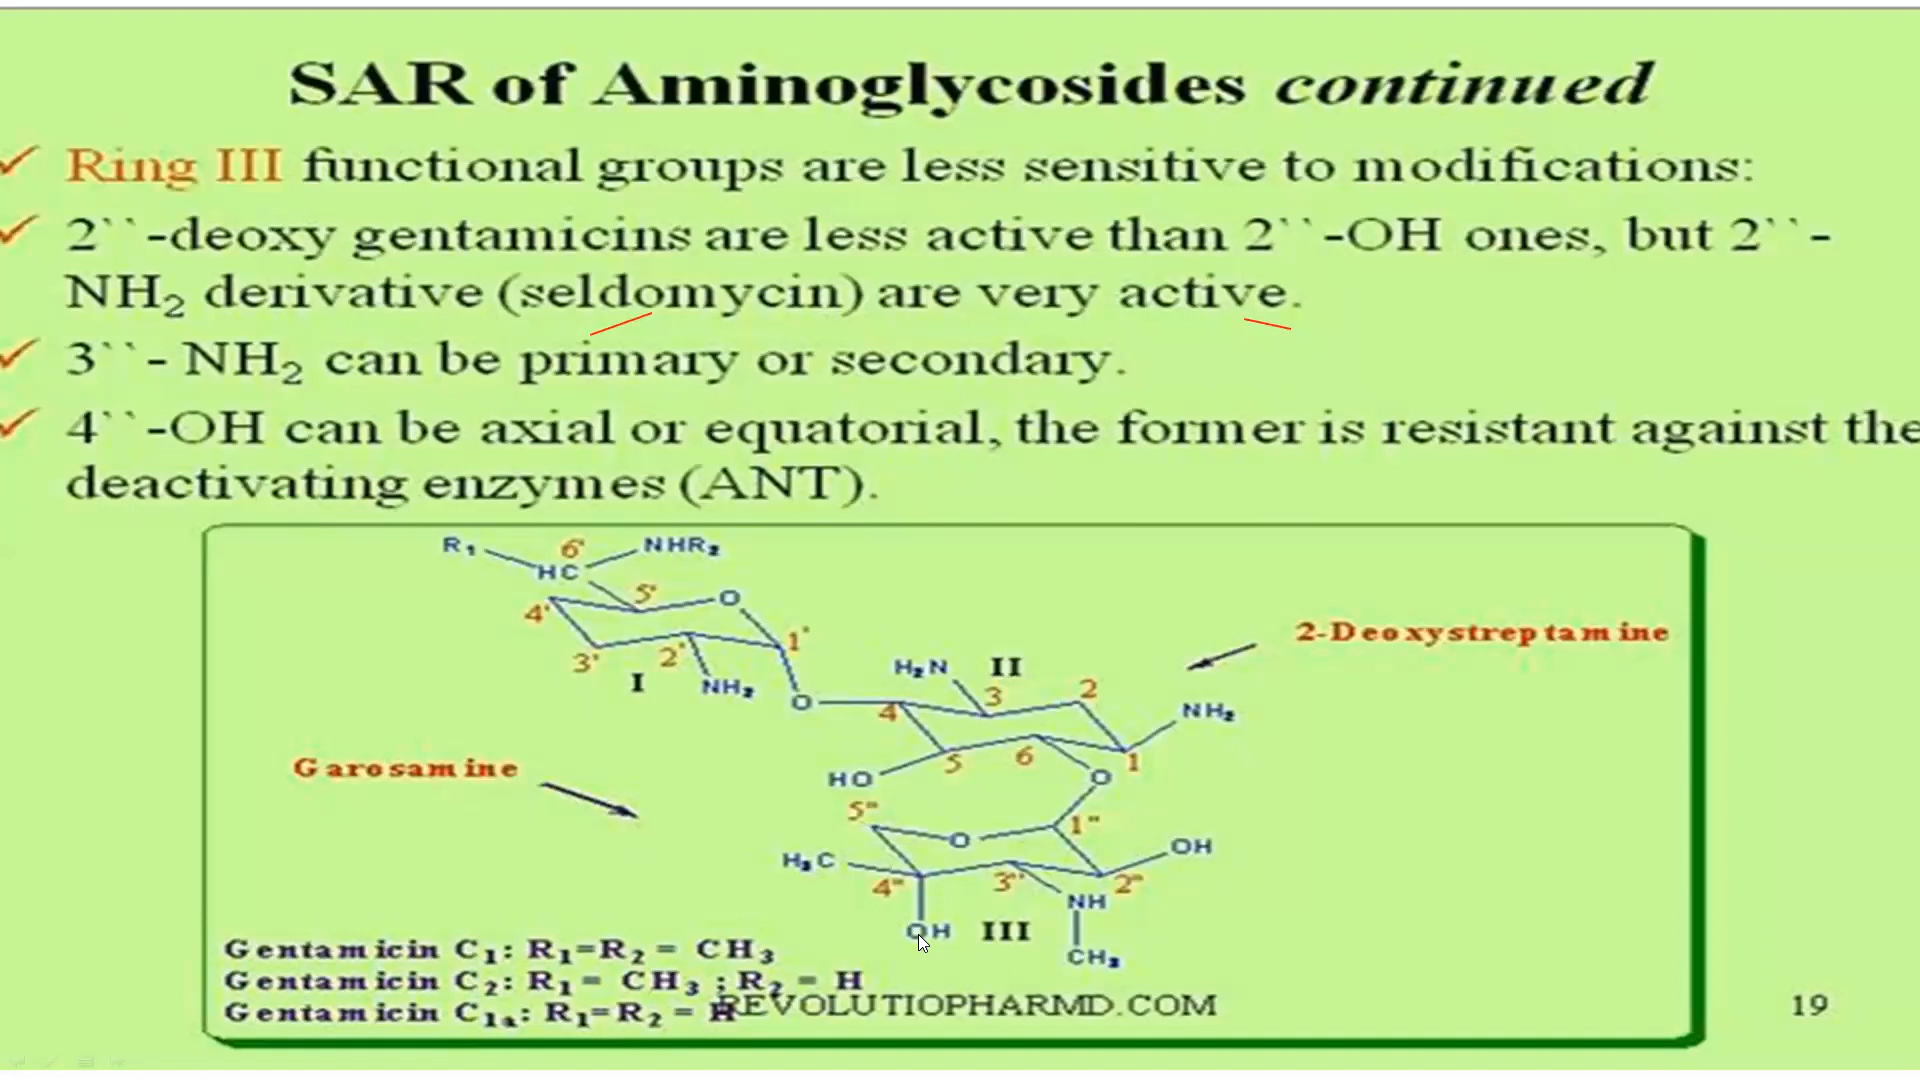 SAR of Aminoglycosides continued
✓ Ring III functional groups are less sensitive to modifications:
✓ 2``-deoxy gentamicins are less active than 2``-OH ones, but 2``-
NH₂ derivative (seldomycin) are very active.
✓ 3``- NH₂ can be primary or secondary.
✓ 4``-OH can be axial or equatorial, the former is resistant against the
deactivating enzymes (ANT).
R₁ 6' NHR₂
HC
5' O
4'
1'
3' 2'
I NH₂
O
2-Deoxystreptamine
H₂N II
3 2
4 NH₂
5 6 1
HO O
Garosamine
5" O 1" OH
H₃C
4" 3" 2"
NH
OH III
CH₃
Gentamicin C₁: R₁=R₂ = CH₃
Gentamicin C₂: R₁ = CH₃ ; R₂ = H
Gentamicin C₁ₐ: R₁=R₂ = H
REVOLUTIOPHARMD.COM
19